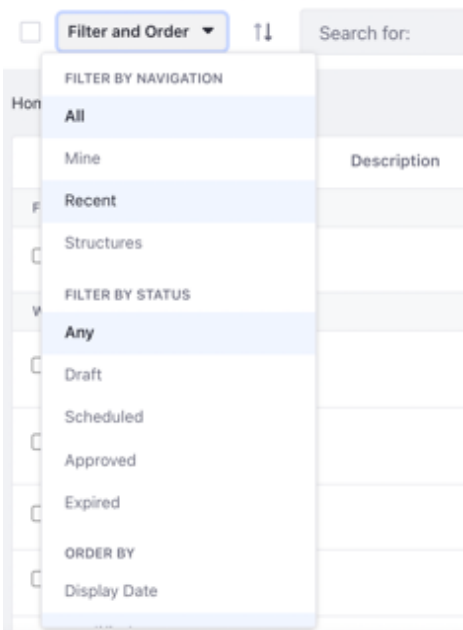 Filter and Order
Search for:
FILTER BY NAVIGATION
Hon
All
Mine
Description
Recent
F
Structures
FILTER BY STATUS
W
Any
Draft
Scheduled
Approved
Expired
ORDER BY
Display Date